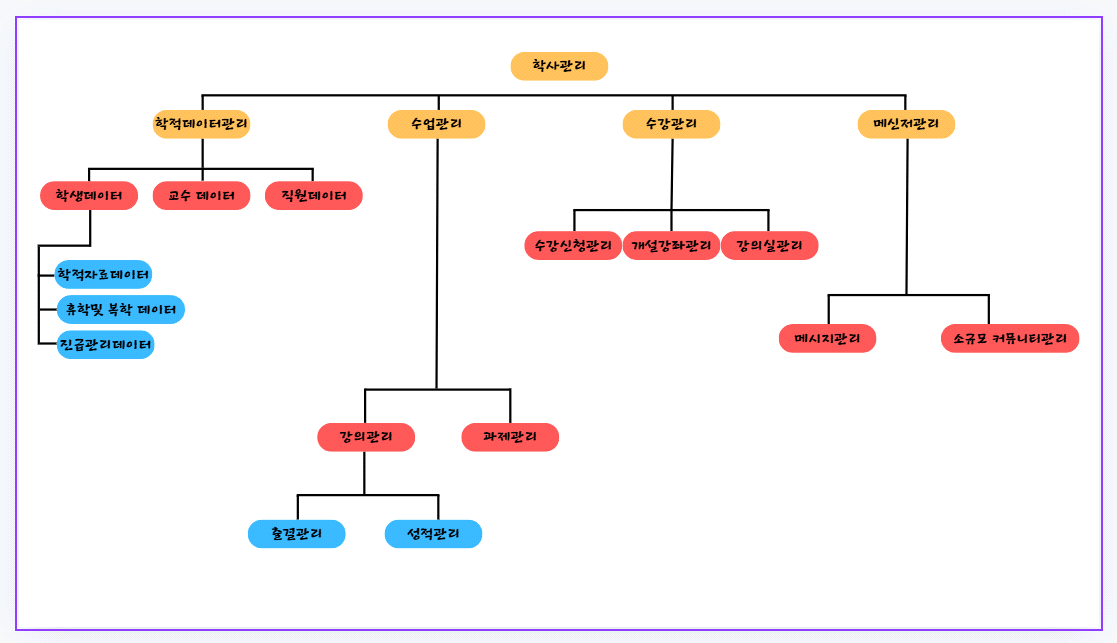 학사관리
학적데이터관리
수업관리
수강관리
메신저관리
학생데이터
교수 데이터
직원데이터
수강신청관리
개설강좌관리
강의실관리
학적자료데이터
휴학및 복학 데이터
진급관리데이터
메시지관리
소규모 커뮤니티관리
강의관리
과제관리
출결관리
성적관리